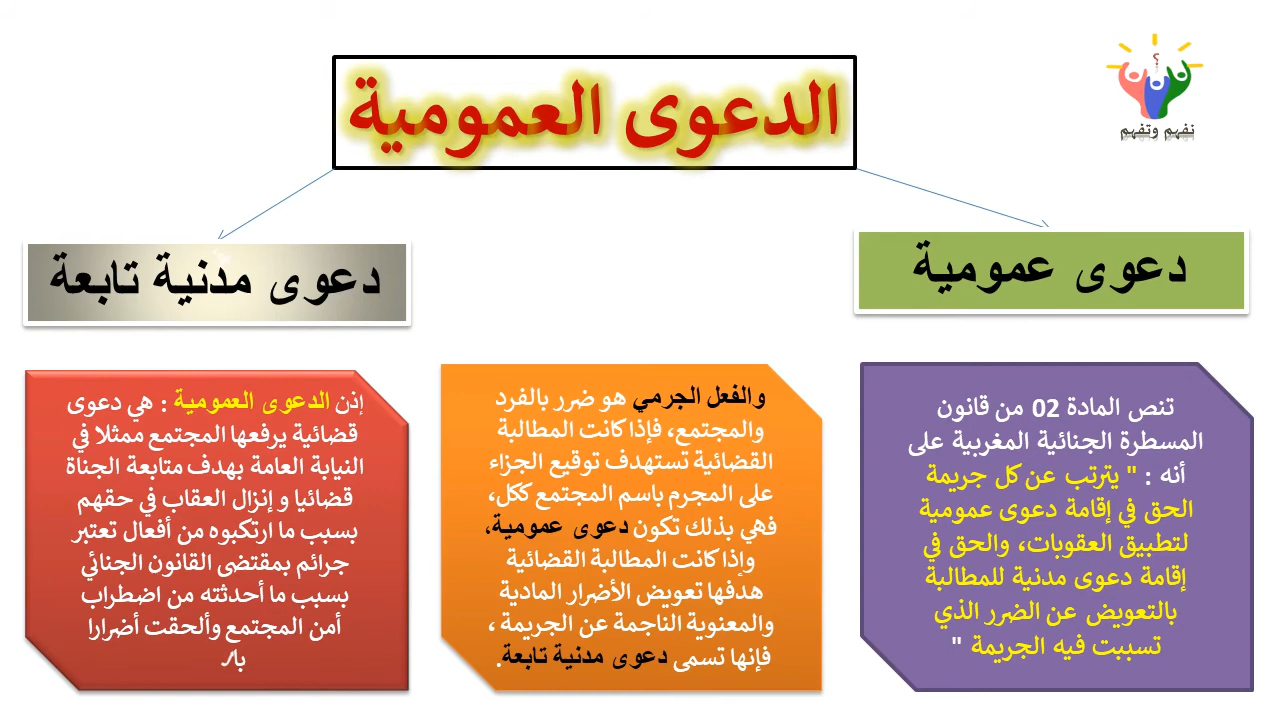 الدعوى العمومية
؟
نفهم وتفهم
دعوى عمومية
دعوى مدنية تابعة
تنص المادة 02 من قانون
المسطرة الجنائية المغربية على
أنه : " يترتب عن كل جريمة
الحق في إقامة دعوى عمومية
لتطبيق العقوبات، والحق في
إقامة دعوى مدنية للمطالبة
بالتعويض عن الضرر الذي
تسببت فيه الجريمة "
والفعل الجرمي هو ضرر بالفرد
والمجتمع، فإذا كانت المطالبة
القضائية تستهدف توقيع الجزاء
على المجرم باسم المجتمع ككل،
فهي بذلك تكون دعوى عمومية،
وإذا كانت المطالبة القضائية
هدفها تعويض الأضرار المادية
والمعنوية الناجمة عن الجريمة ،
فإنها تسمى دعوى مدنية تابعة.
إذن الدعوى العمومية : هي دعوى
قضائية يرفعها المجتمع ممثلا في
النيابة العامة بهدف متابعة الجناة
قضائيا و إنزال العقاب في حقهم
بسبب ما ارتكبوه من أفعال تعتبر
جرائم بمقتضى القانون الجنائي
بسبب ما أحدثته من اضطراب
أمن المجتمع وألحقت أضرارا